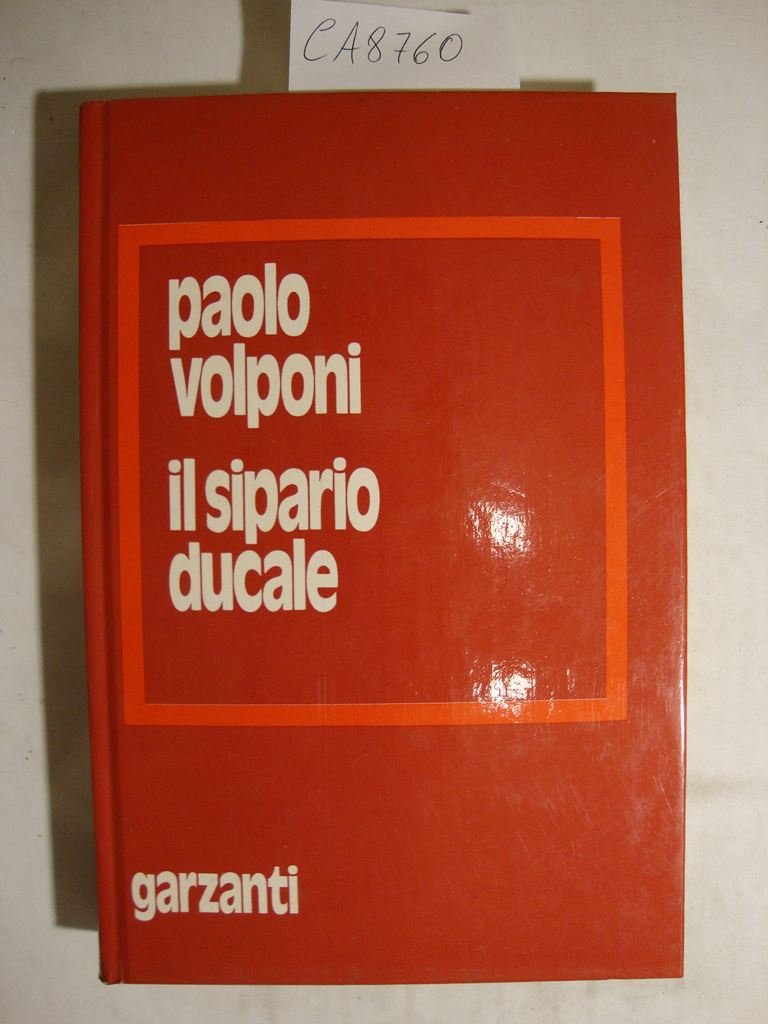 CA8760
paolo
volponi
il sipario
ducale
garzanti